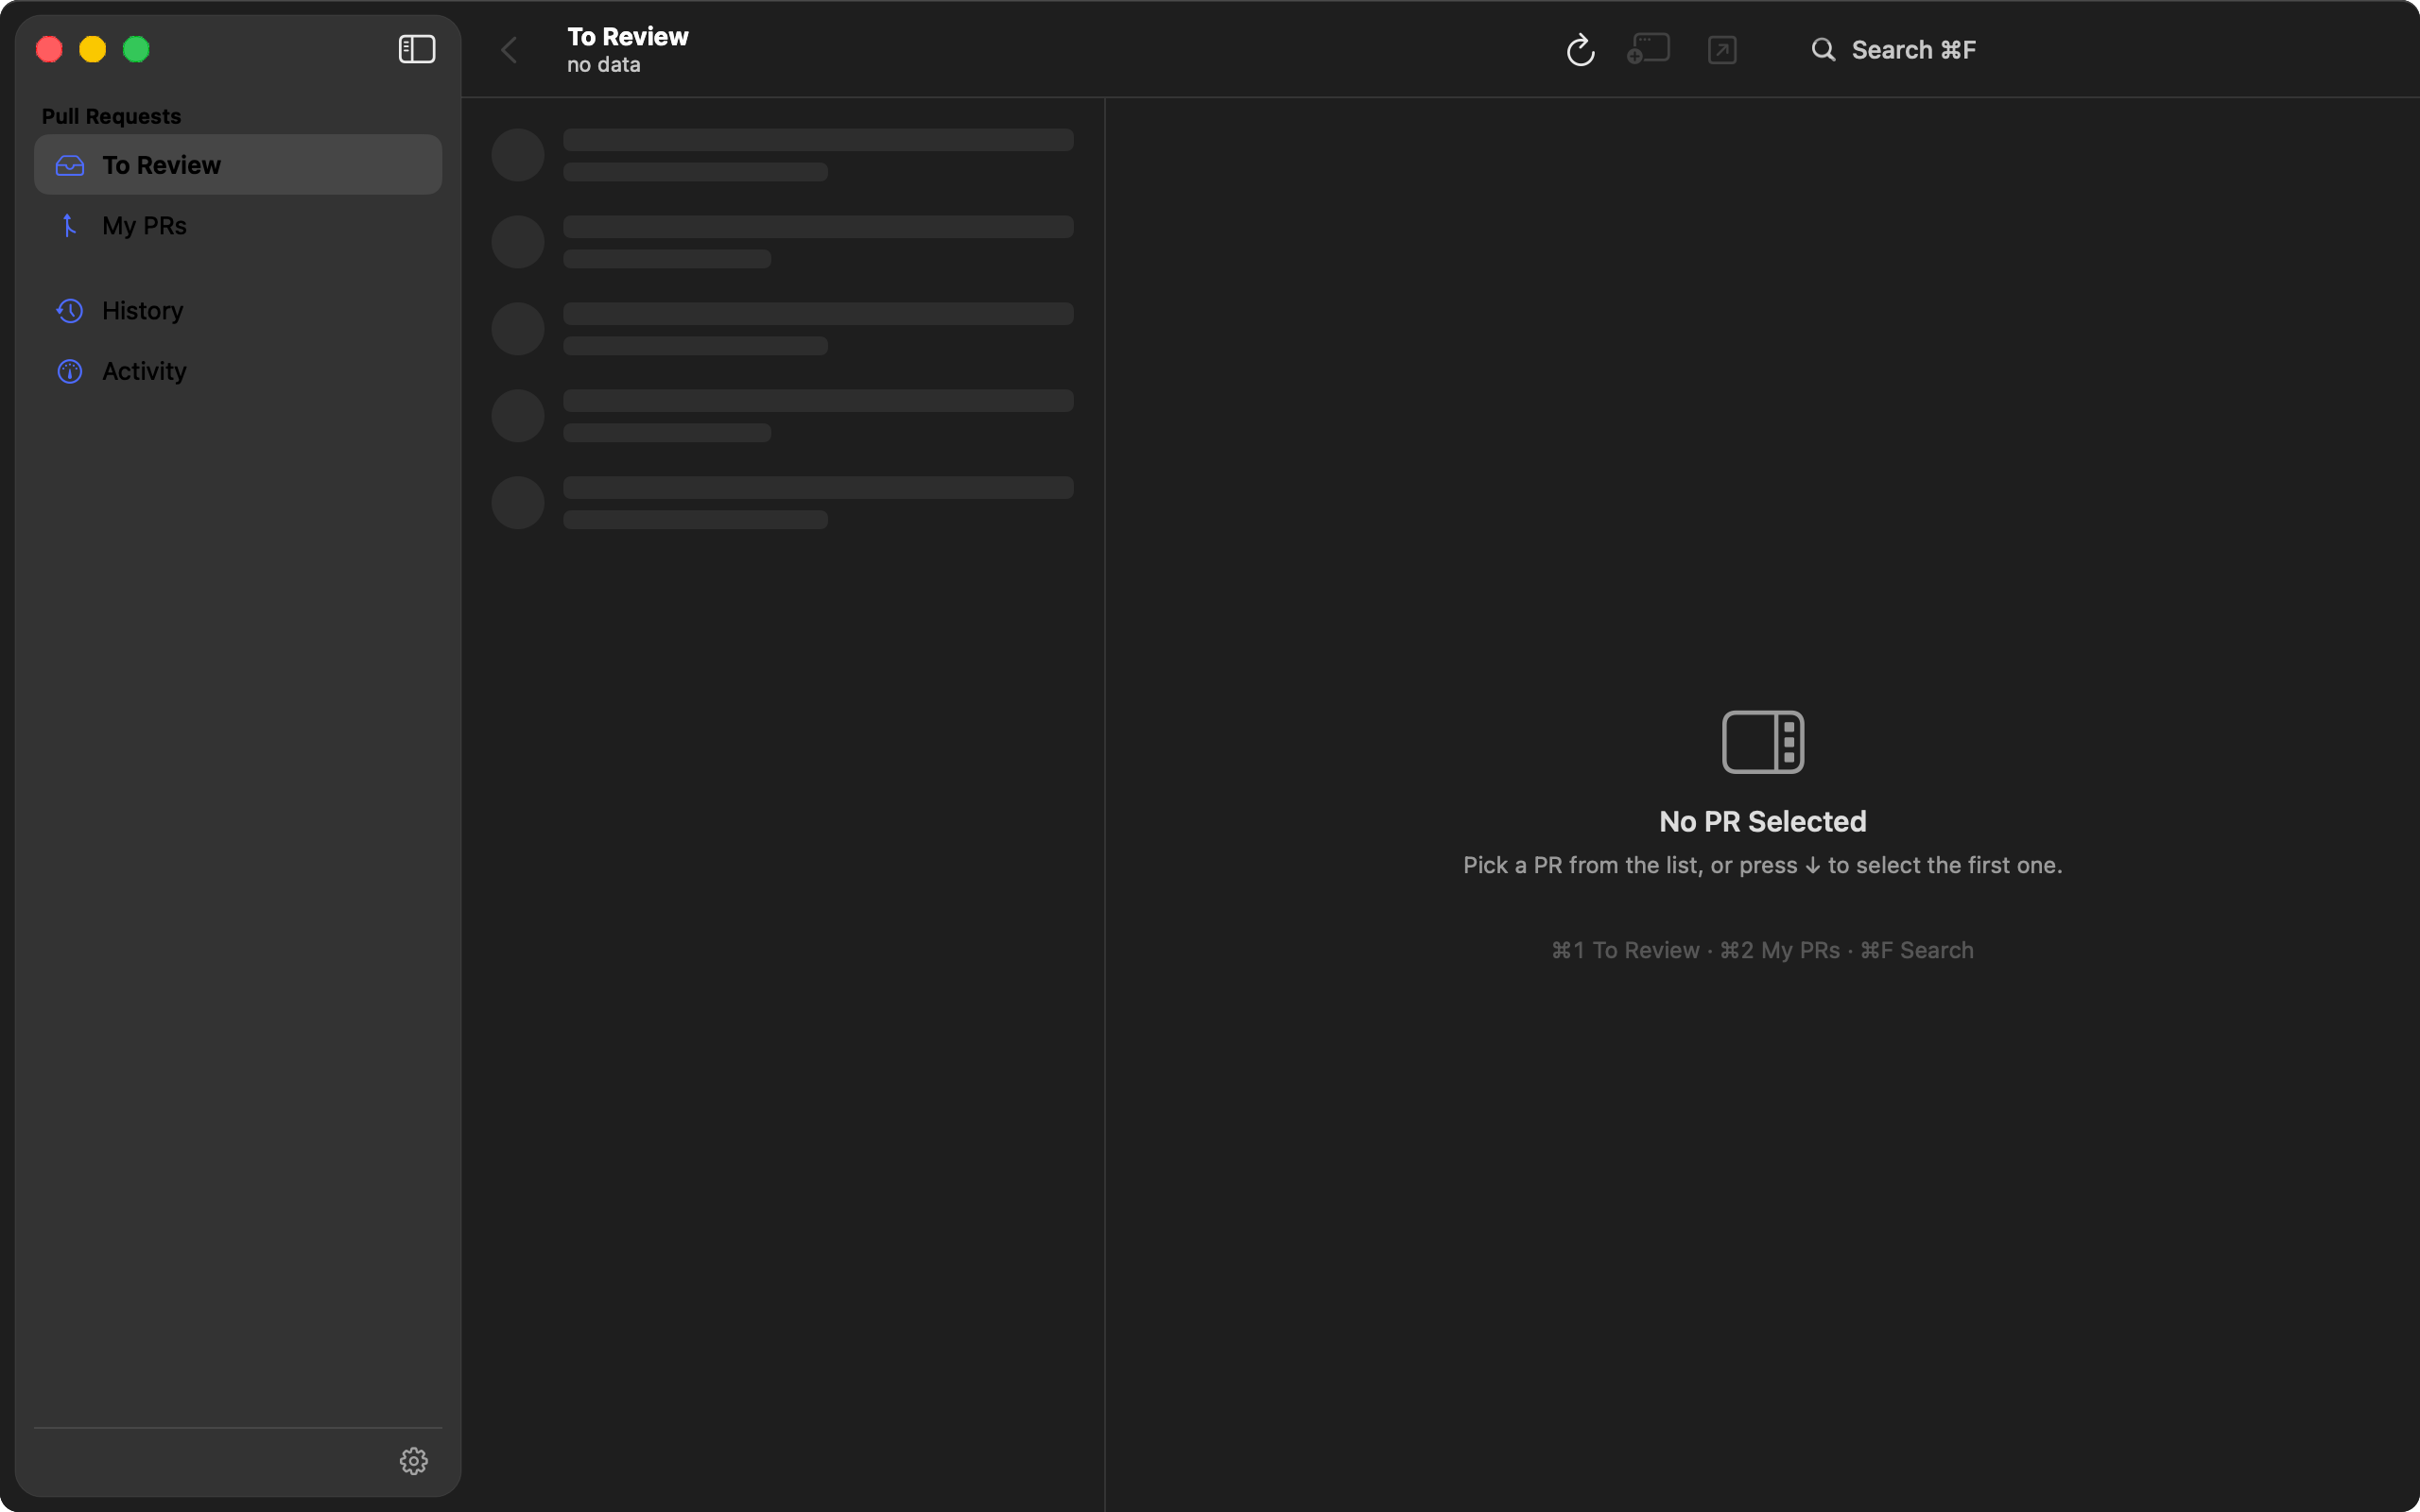 Pull Requests
To Review
My PRs
History
Activity
To Review
no data
Search ⌘F
No PR Selected
Pick a PR from the list, or press ↓ to select the first one.
⌘1 To Review · ⌘2 My PRs · ⌘F Search